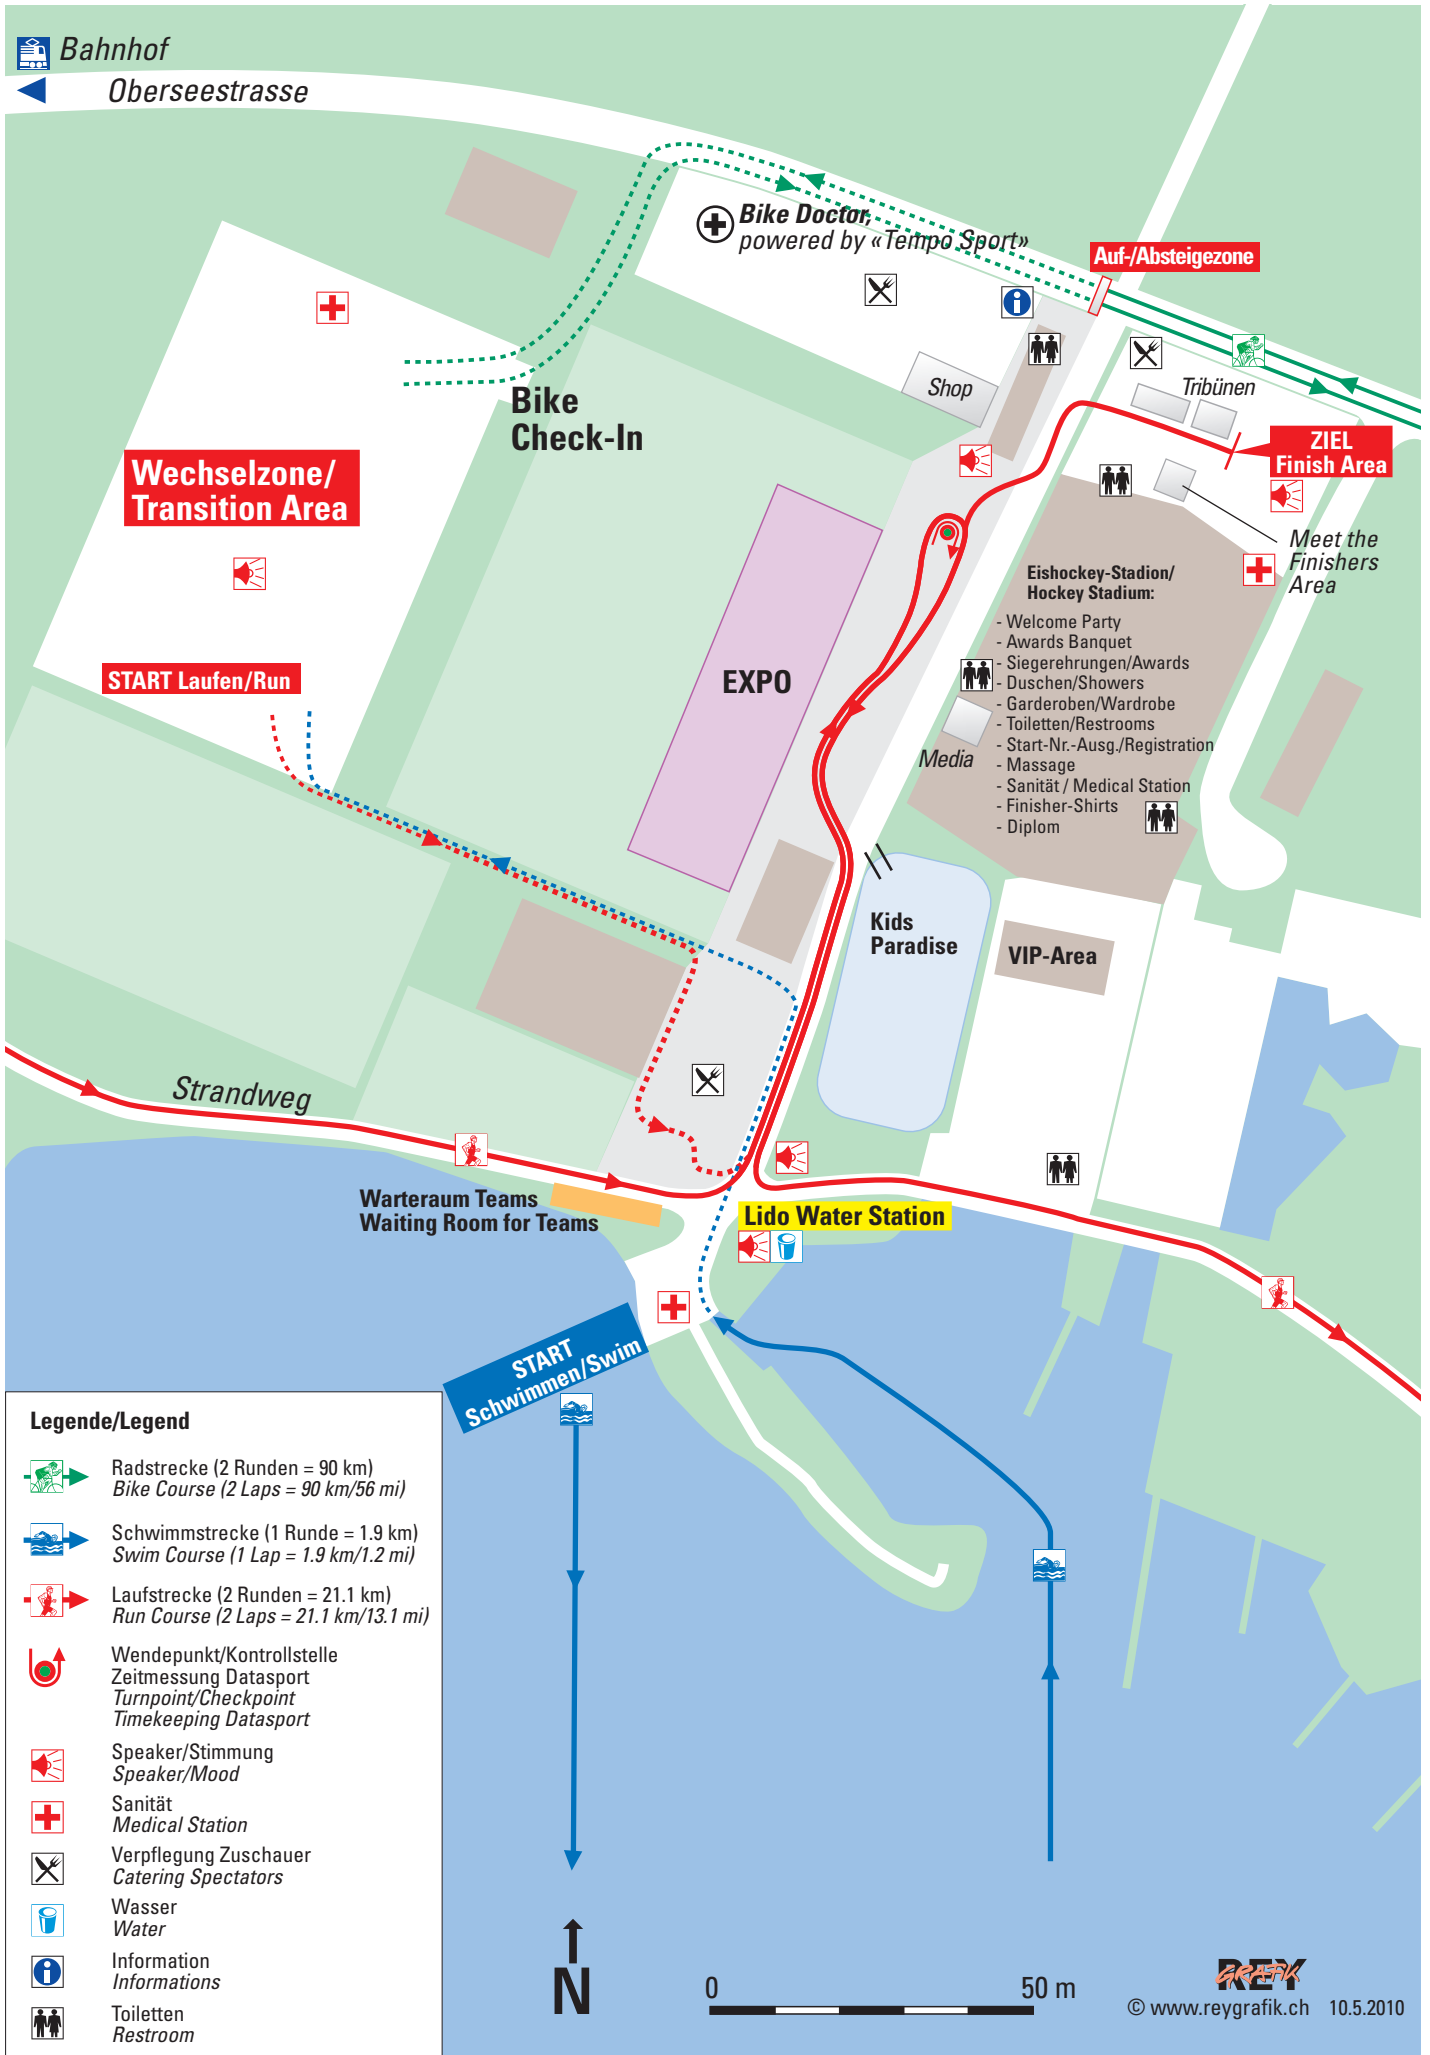 Bahnhof
Oberseestrasse
Bike Doctor,
powered by «Tempo Sport»
Auf-/Absteigezone
Shop
Tribünen
Bike
Check-In
ZIEL
Finish Area
Wechselzone/
Transition Area
Meet the
Finishers
Area
Eishockey-Stadion/
Hockey Stadium:
- Welcome Party
- Awards Banquet
- Siegerehrungen/Awards
- Duschen/Showers
- Garderoben/Wardrobe
- Toiletten/Restrooms
- Start-Nr.-Ausg./Registration
- Massage
- Sanität / Medical Station
- Finisher-Shirts
- Diplom
START Laufen/Run
EXPO
Media
Kids
Paradise
VIP-Area
Strandweg
Warteraum Teams
Waiting Room for Teams
Lido Water Station
START
Schwimmen/Swim
Legende/Legend
Radstrecke (2 Runden = 90 km)
Bike Course (2 Laps = 90 km/56 mi)
Schwimmstrecke (1 Runde = 1.9 km)
Swim Course (1 Lap = 1.9 km/1.2 mi)
Laufstrecke (2 Runden = 21.1 km)
Run Course (2 Laps = 21.1 km/13.1 mi)
Wendepunkt/Kontrollstelle
Zeitmessung Datasport
Turnpoint/Checkpoint
Timekeeping Datasport
Speaker/Stimmung
Speaker/Mood
Sanität
Medical Station
Verpflegung Zuschauer
Catering Spectators
Wasser
Water
Information
Informations
Toiletten
Restroom
N
0 50 m
REY
GRAFIK
© www.reygrafik.ch 10.5.2010